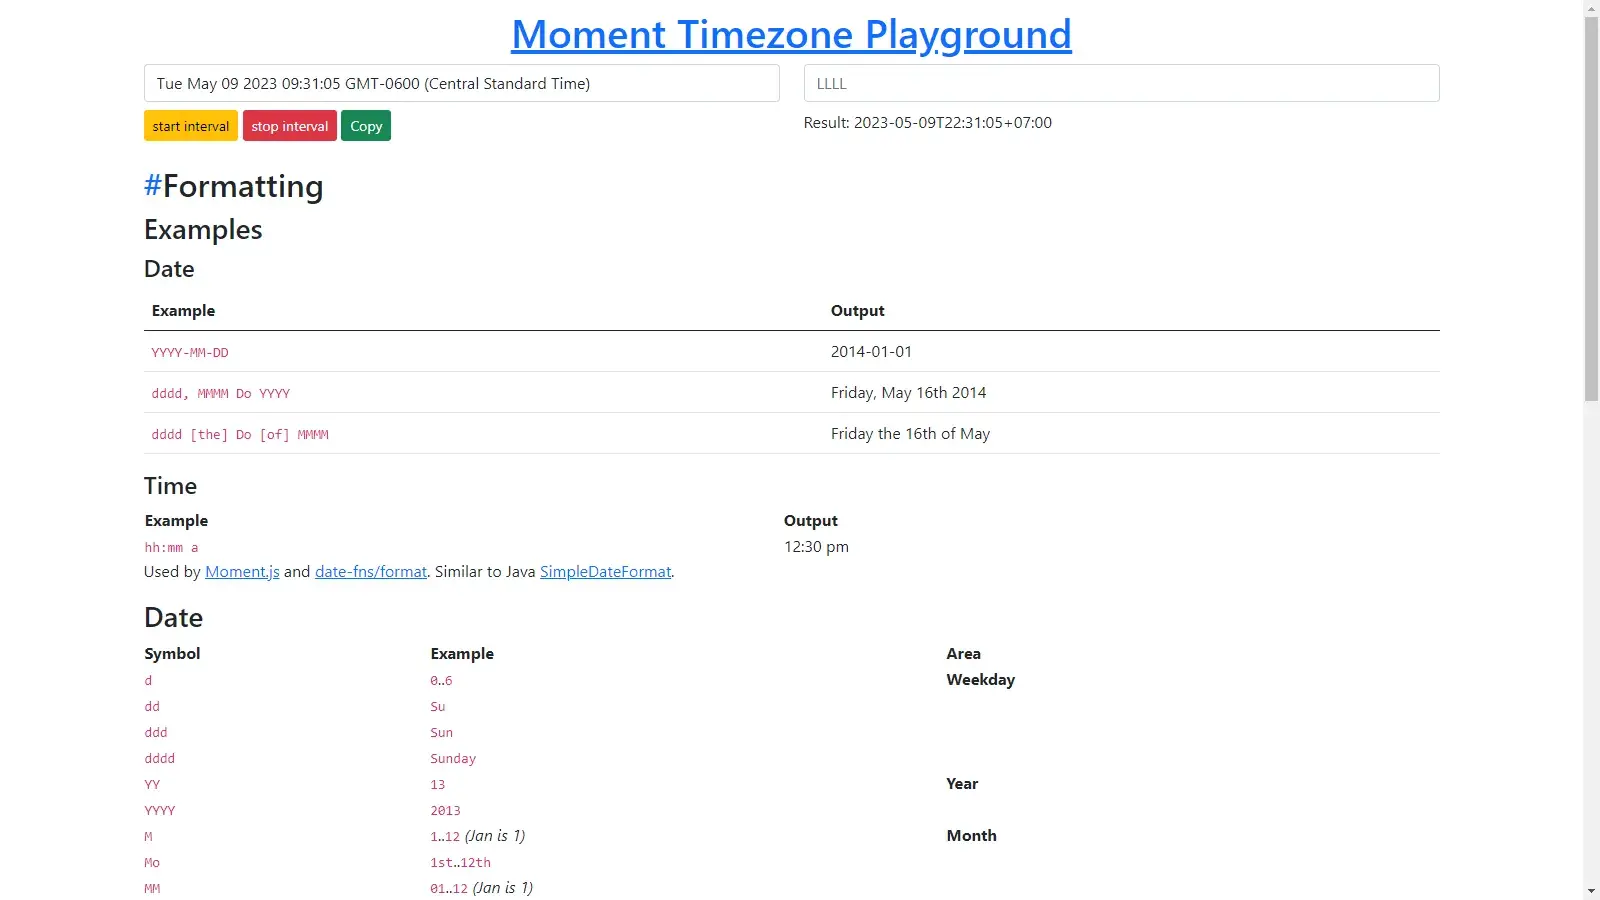 Moment Timezone Playground
Tue May 09 2023 09:31:05 GMT-0600 (Central Standard Time)
LLLL
start interval stop interval Copy
Result: 2023-05-09T22:31:05+07:00
#Formatting
Examples
Date
Example Output
YYYY-MM-DD 2014-01-01
dddd, MMMM Do YYYY Friday, May 16th 2014
dddd [the] Do [of] MMMM Friday the 16th of May
Time
Example Output
hh:mm a 12:30 pm
Used by Moment.js and date-fns/format. Similar to Java SimpleDateFormat.
Date
Symbol Example Area
d 0..6 Weekday
dd Su
ddd Sun
dddd Sunday
YY 13 Year
YYYY 2013
M 1..12 (Jan is 1) Month
Mo 1st..12th
MM 01..12 (Jan is 1)